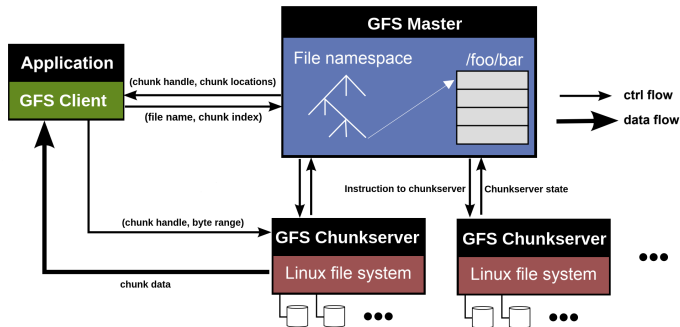 GFS Master
Application
GFS Client
File namespace
/foo/bar
(chunk handle, chunk locations)
(file name, chunk index)
ctrl flow
data flow
Instruction to chunkserver
Chunkserver state
(chunk handle, byte range)
GFS Chunkserver
Linux file system
GFS Chunkserver
Linux file system
chunk data